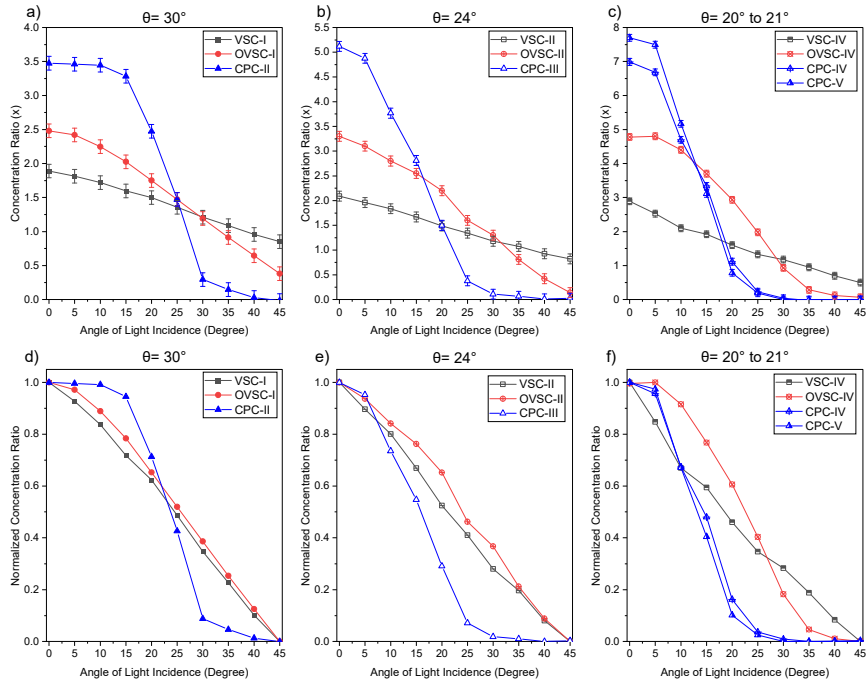 a) θ= 30°
VSC-I
OVSC-I
CPC-II
Concentration Ratio (x)
4.0
3.5
3.0
2.5
2.0
1.5
1.0
0.5
0.0
0 5 10 15 20 25 30 35 40 45
Angle of Light Incidence (Degree)
b) θ= 24°
VSC-II
OVSC-II
CPC-III
Concentration Ratio (x)
5.5
5.0
4.5
4.0
3.5
3.0
2.5
2.0
1.5
1.0
0.5
0.0
0 5 10 15 20 25 30 35 40 45
Angle of Light Incidence (Degree)
c) θ= 20° to 21°
VSC-IV
OVSC-IV
CPC-IV
CPC-V
Concentration Ratio (x)
8
7
6
5
4
3
2
1
0
0 5 10 15 20 25 30 35 40 45
Angle of Light Incidence (Degree)
d) θ= 30°
VSC-I
OVSC-I
CPC-II
Normalized Concentration Ratio
1.0
0.8
0.6
0.4
0.2
0.0
0 5 10 15 20 25 30 35 40 45
Angle of Light Incidence (Degree)
e) θ= 24°
VSC-II
OVSC-II
CPC-III
Normalized Concentration Ratio
1.0
0.8
0.6
0.4
0.2
0.0
0 5 10 15 20 25 30 35 40 45
Angle of Light Incidence (Degree)
f) θ= 20° to 21°
VSC-IV
OVSC-IV
CPC-IV
CPC-V
Normalized Concentration Ratio
1.0
0.8
0.6
0.4
0.2
0.0
0 5 10 15 20 25 30 35 40 45
Angle of Light Incidence (Degree)